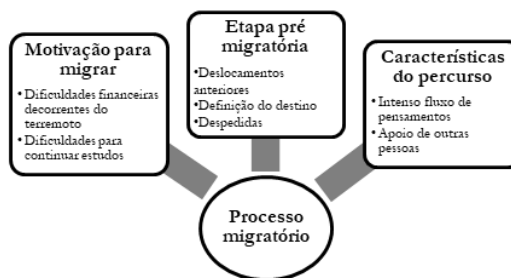 Motivação para
migrar
• Dificuldades financeiras
decorrentes do
terremoto
• Dificuldades para
continuar estudos
Etapa pré
migratória
•Deslocamentos
anteriores
•Definição do destino
•Despedidas
Características
do percurso
• Intenso fluxo de
pensamentos
• Apoio de outras
pessoas
Processo
migratório